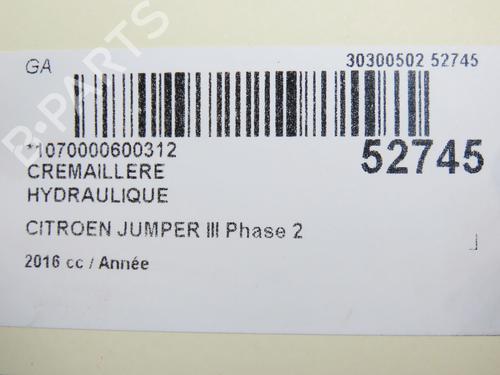 GA
30300502 52745
*1070000600312
52745
CREMAILLERE
HYDRAULIQUE
CITROEN JUMPER III Phase 2
2016 cc / Année
B-PARTS